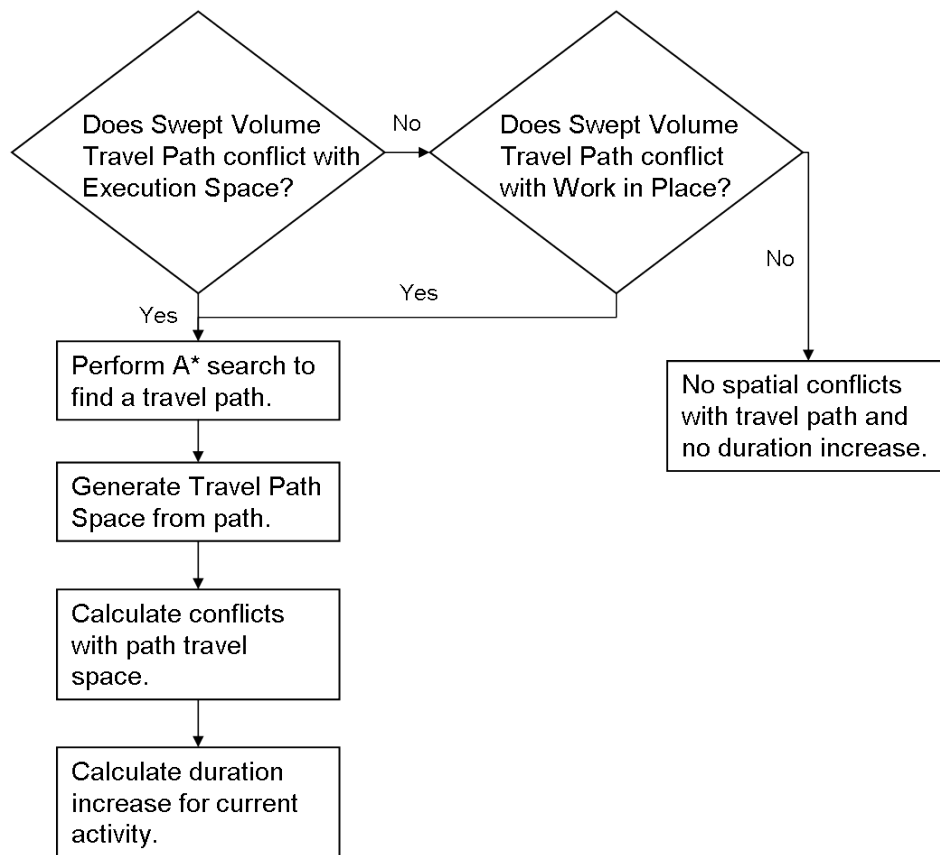 Does Swept Volume
Travel Path conflict with
Execution Space?
No
Does Swept Volume
Travel Path conflict
with Work in Place?
No
Yes
Yes
Perform A* search to
find a travel path.
No spatial conflicts
with travel path and
no duration increase.
Generate Travel Path
Space from path.
Calculate conflicts
with path travel
space.
Calculate duration
increase for current
activity.